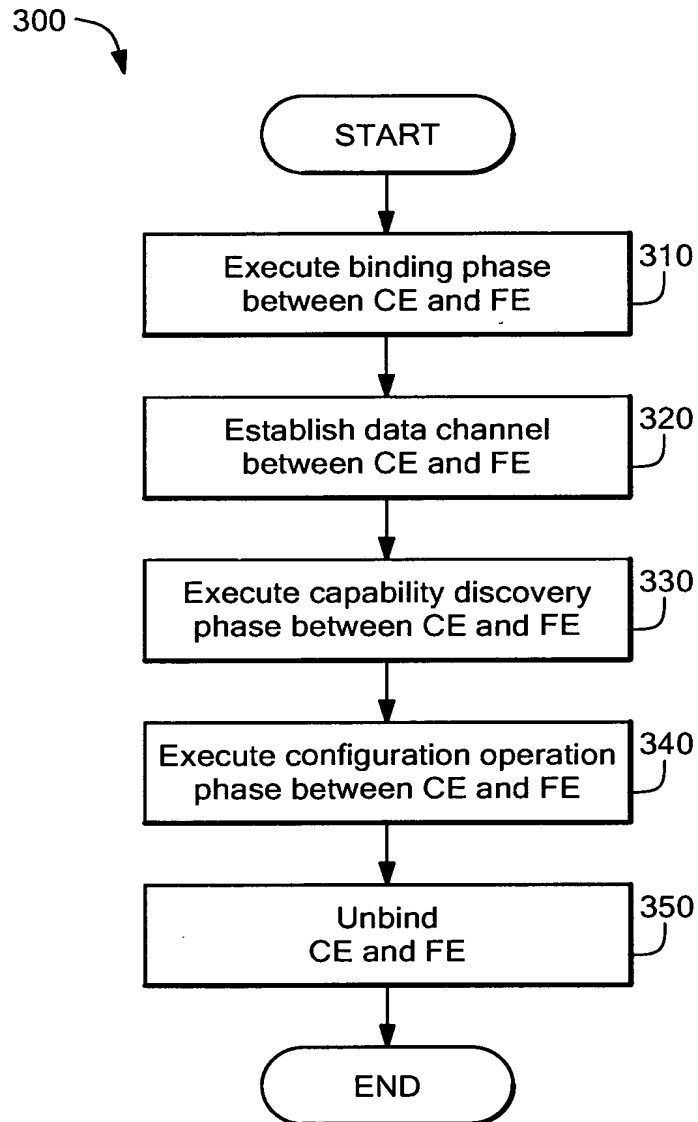 300
START
Execute binding phase
between CE and FE
310
Establish data channel
between CE and FE
320
Execute capability discovery
phase between CE and FE
330
Execute configuration operation
phase between CE and FE
340
Unbind
CE and FE
350
END